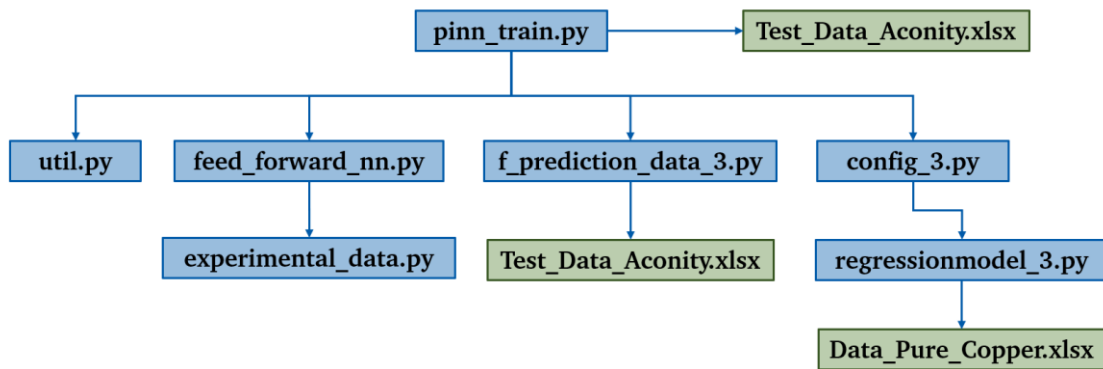 pinn_train.py
Test_Data_Aconity.xlsx
util.py
feed_forward_nn.py
f_prediction_data_3.py
config_3.py
experimental_data.py
Test_Data_Aconity.xlsx
regressionmodel_3.py
Data_Pure_Copper.xlsx